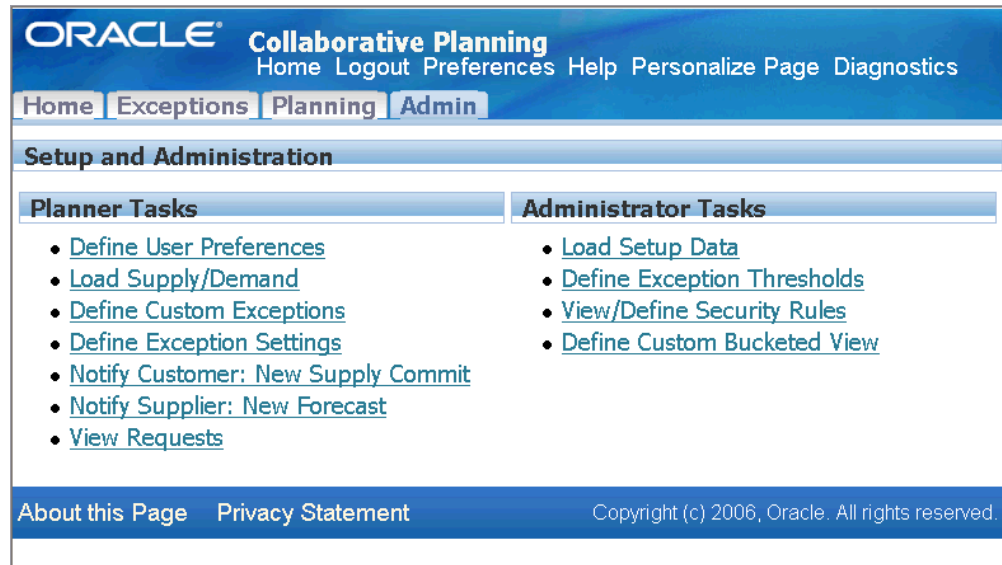 ORACLE® Collaborative Planning
Home Logout Preferences Help Personalize Page Diagnostics
Home Exceptions Planning Admin
Setup and Administration
Planner Tasks
Define User Preferences
Load Supply/Demand
Define Custom Exceptions
Define Exception Settings
Notify Customer: New Supply Commit
Notify Supplier: New Forecast
View Requests
Administrator Tasks
Load Setup Data
Define Exception Thresholds
View/Define Security Rules
Define Custom Bucketed View
About this Page Privacy Statement Copyright (c) 2006, Oracle. All rights reserved.